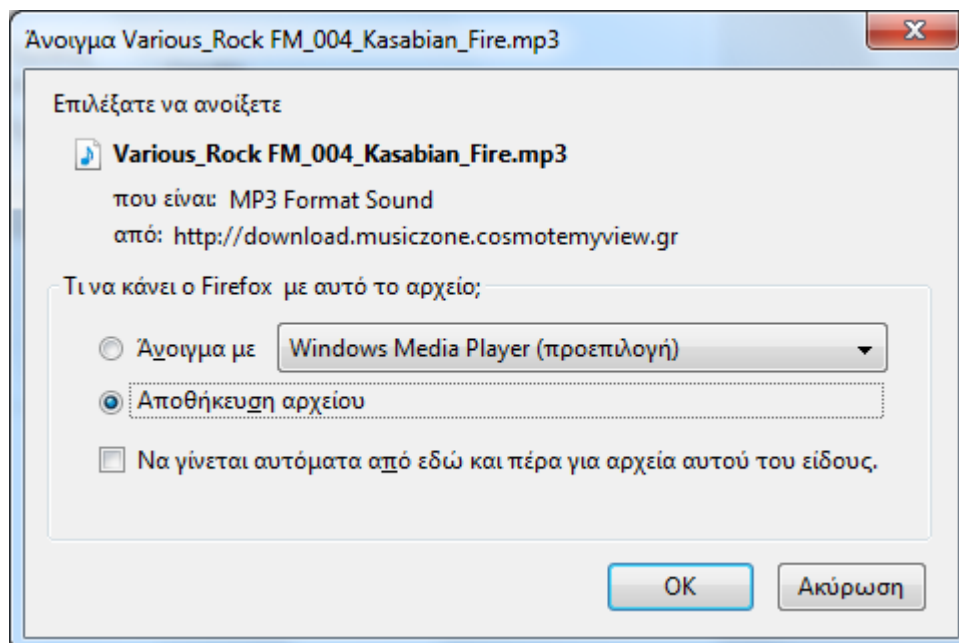 Άνοιγμα Various_Rock FM_004_Kasabian_Fire.mp3
Επιλέξατε να ανοίξετε
Various_Rock FM_004_Kasabian_Fire.mp3
που είναι: MP3 Format Sound
από: http://download.musiczone.cosmotemyview.gr
Τι να κάνει ο Firefox με αυτό το αρχείο;
Άνοιγμα με Windows Media Player (προεπιλογή)
Αποθήκευση αρχείου
Να γίνεται αυτόματα από εδώ και πέρα για αρχεία αυτού του είδους.
OK Ακύρωση